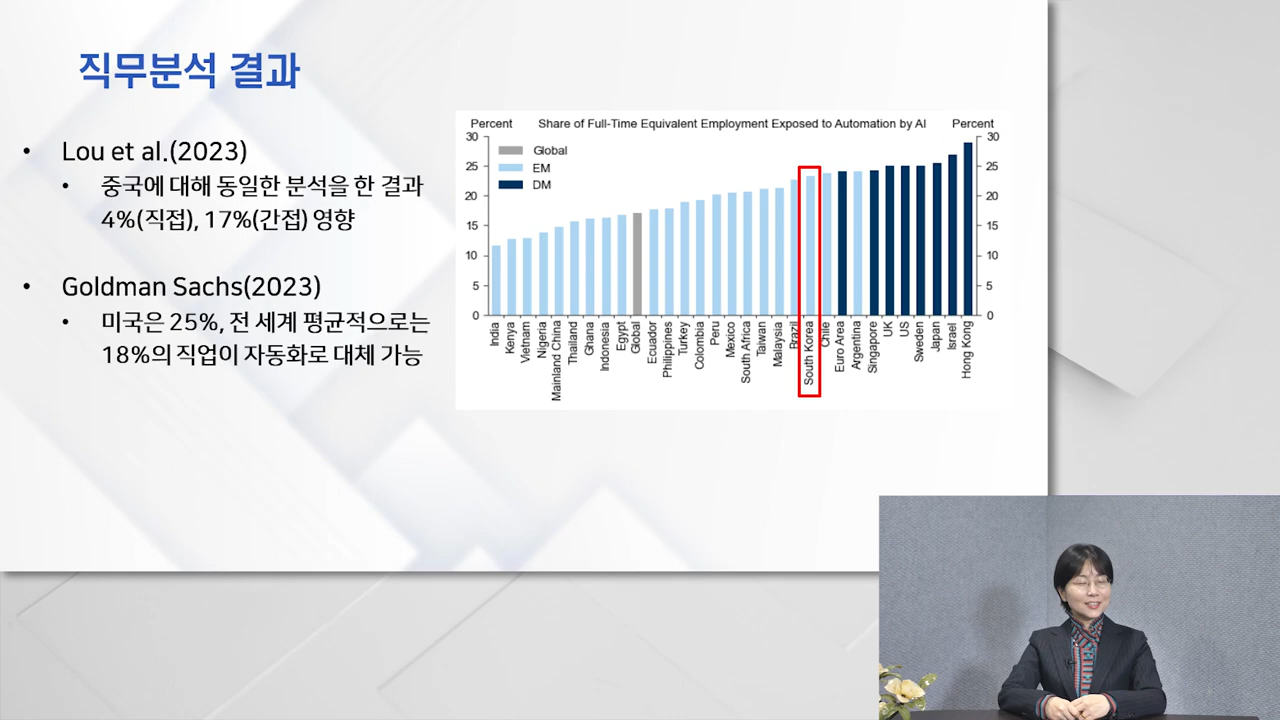 직무분석 결과
• Lou et al.(2023)
• 중국에 대해 동일한 분석을 한 결과
4%(직접), 17%(간접) 영향
• Goldman Sachs(2023)
• 미국은 25%, 전 세계 평균적으로는
18%의 직업이 자동화로 대체 가능
Percent Share of Full-Time Equivalent Employment Exposed to Automation by AI Percent
Global
EM
DM
30
25
20
15
10
5
0
30
25
20
15
10
5
0
India
Kenya
Vietnam
Nigeria
Mainland China
Thailand
Ghana
Indonesia
Egypt
Global
Ecuador
Philippines
Turkey
Colombia
Peru
Mexico
South Africa
Taiwan
Malaysia
Brazil
South Korea
Chile
Euro Area
Argentina
Singapore
UK
US
Sweden
Japan
Israel
Hong Kong